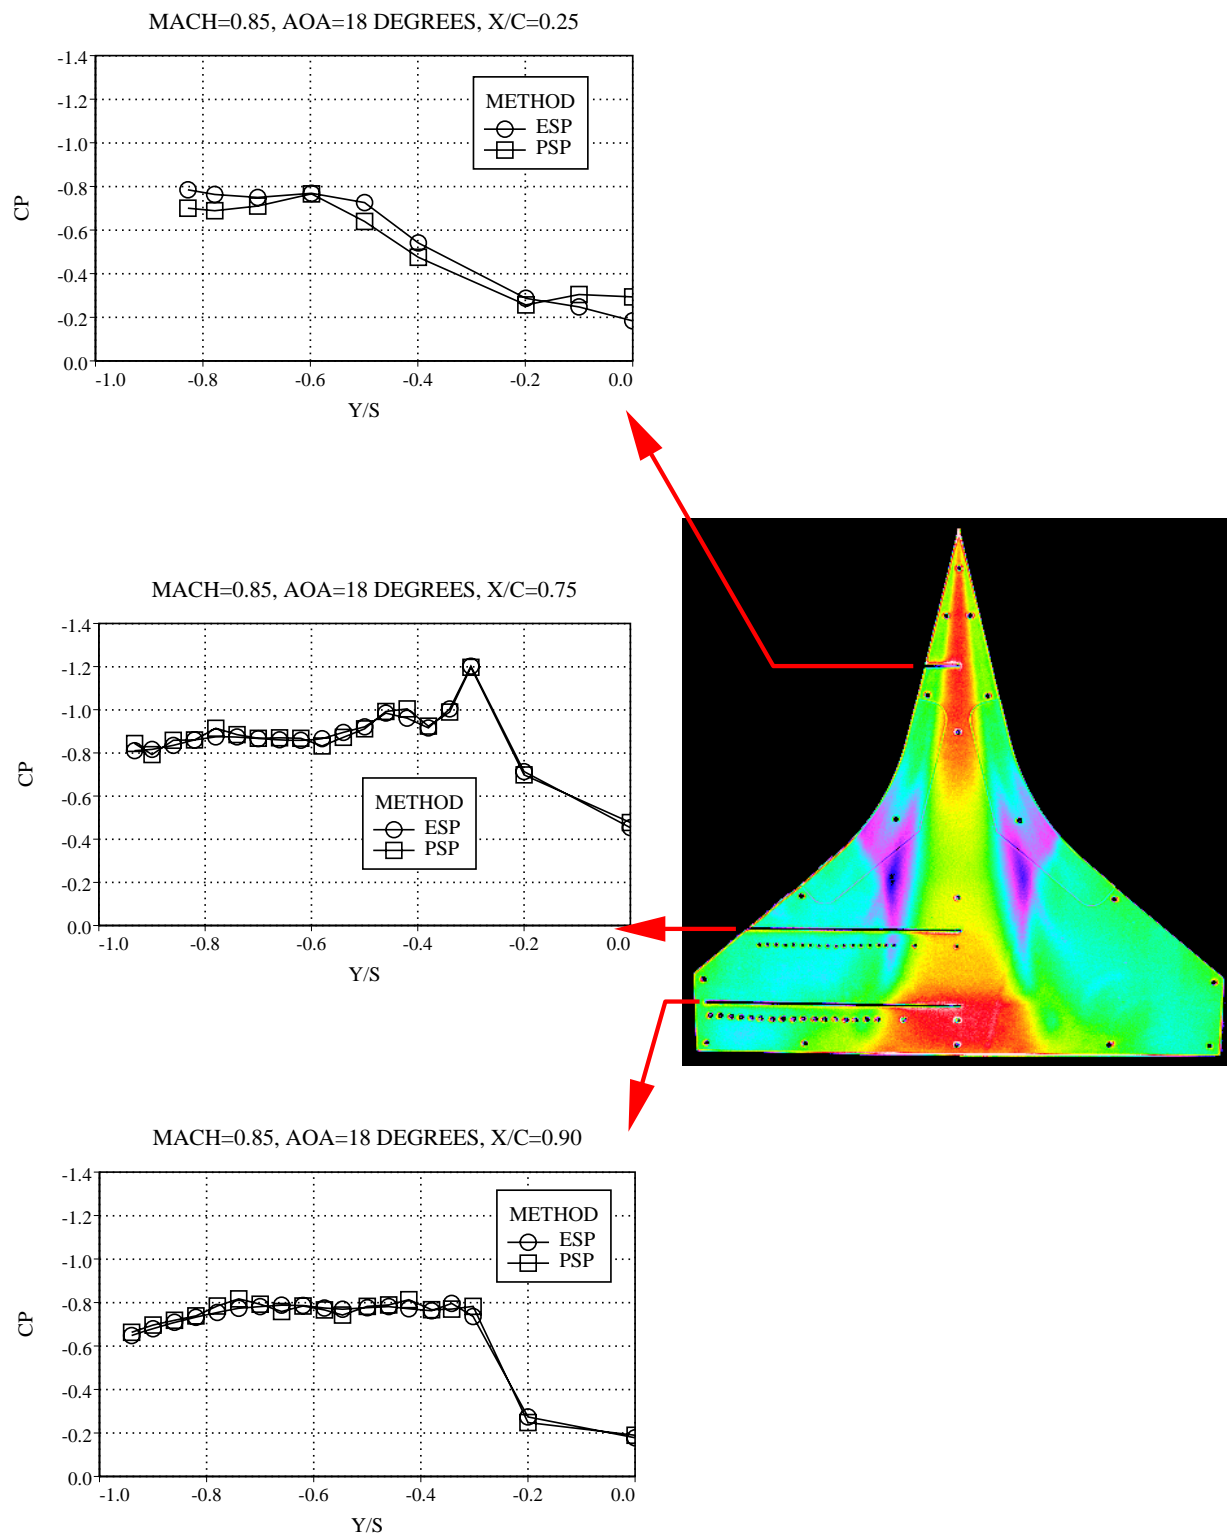 MACH=0.85, AOA=18 DEGREES, X/C=0.25
-1.4
-1.2
-1.0
-0.8
-0.6
-0.4
-0.2
0.0
CP
METHOD
ESP
PSP
-1.0 -0.8 -0.6 -0.4 -0.2 0.0
Y/S
MACH=0.85, AOA=18 DEGREES, X/C=0.75
-1.4
-1.2
-1.0
-0.8
-0.6
-0.4
-0.2
0.0
CP
METHOD
ESP
PSP
-1.0 -0.8 -0.6 -0.4 -0.2 0.0
Y/S
MACH=0.85, AOA=18 DEGREES, X/C=0.90
-1.4
-1.2
-1.0
-0.8
-0.6
-0.4
-0.2
0.0
CP
METHOD
ESP
PSP
-1.0 -0.8 -0.6 -0.4 -0.2 0.0
Y/S